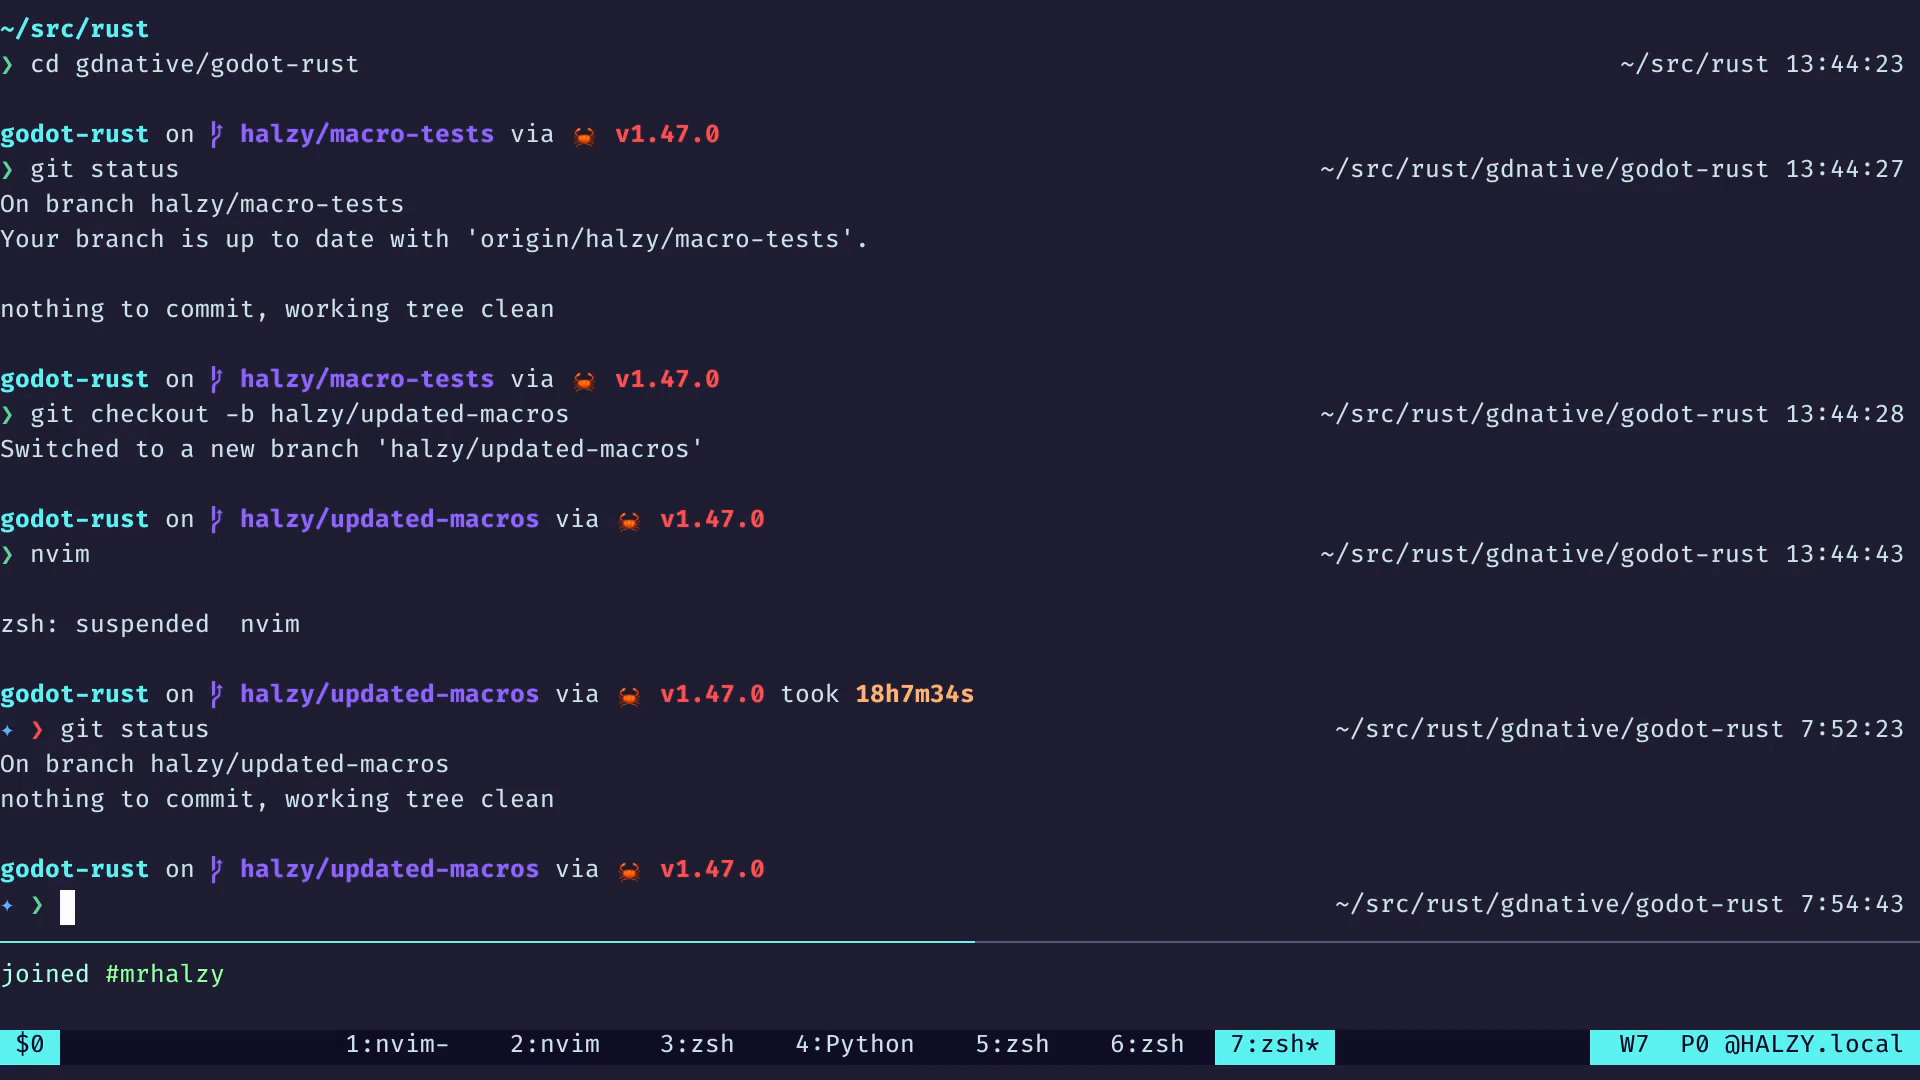 ~/src/rust
❯ cd gdnative/godot-rust ~/src/rust 13:44:23
godot-rust on halzy/macro-tests via 🦀 v1.47.0
❯ git status ~/src/rust/gdnative/godot-rust 13:44:27
On branch halzy/macro-tests
Your branch is up to date with 'origin/halzy/macro-tests'.
nothing to commit, working tree clean
godot-rust on halzy/macro-tests via 🦀 v1.47.0
❯ git checkout -b halzy/updated-macros ~/src/rust/gdnative/godot-rust 13:44:28
Switched to a new branch 'halzy/updated-macros'
godot-rust on halzy/updated-macros via 🦀 v1.47.0
❯ nvim ~/src/rust/gdnative/godot-rust 13:44:43
zsh: suspended  nvim
godot-rust on halzy/updated-macros via 🦀 v1.47.0 took 18h7m34s
✦ ❯ git status ~/src/rust/gdnative/godot-rust 7:52:23
On branch halzy/updated-macros
nothing to commit, working tree clean
godot-rust on halzy/updated-macros via 🦀 v1.47.0
✦ ❯ ~/src/rust/gdnative/godot-rust 7:54:43
joined #mrhalzy
$0 1:nvim- 2:nvim 3:zsh 4:Python 5:zsh 6:zsh 7:zsh* W7 P0 @HALZY.local